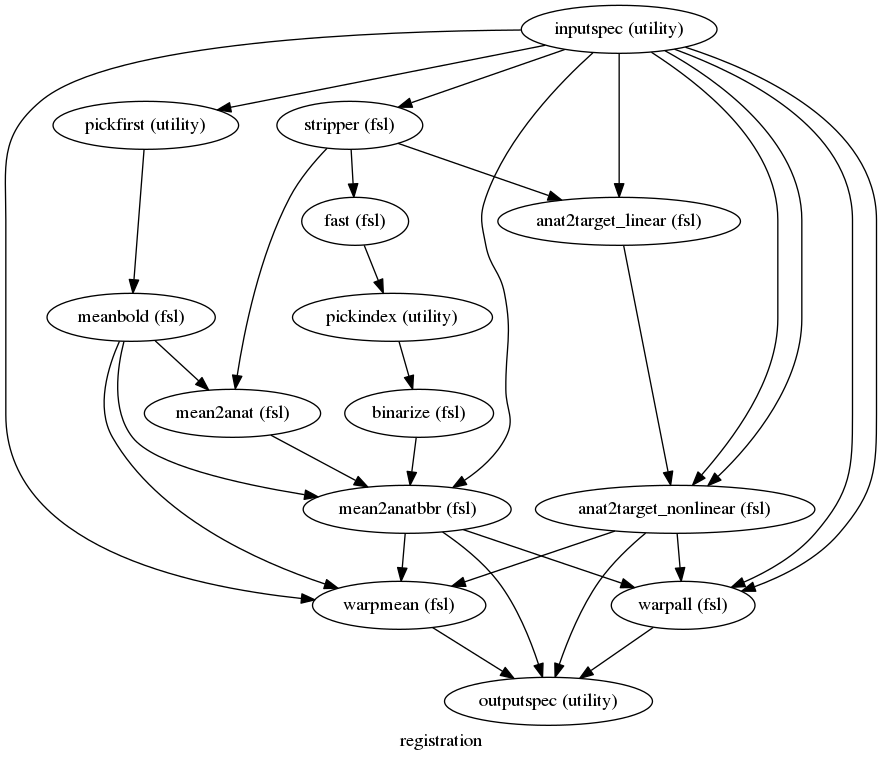 inputspec (utility)
pickfirst (utility)
stripper (fsl)
fast (fsl)
anat2target_linear (fsl)
meanbold (fsl)
pickindex (utility)
mean2anat (fsl)
binarize (fsl)
mean2anatbbr (fsl)
anat2target_nonlinear (fsl)
warpmean (fsl)
warpall (fsl)
outputspec (utility)
registration